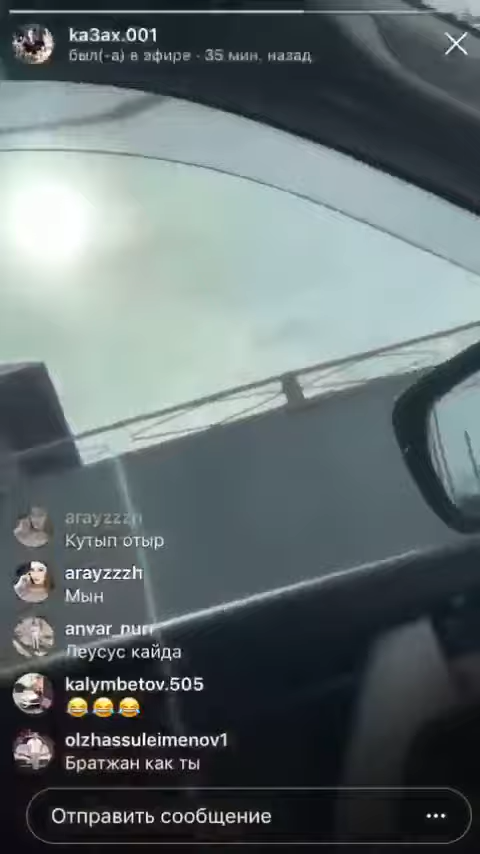 ka3ax.001
был(-а) в эфире · 35 мин. назад
arayzzzh
Кутып отыр
arayzzzh
Мын
anvar_nurr
Леусус кайда
kalymbetov.505
😂😂😂
olzhassuleimenov1
Братжан как ты
Отправить сообщение